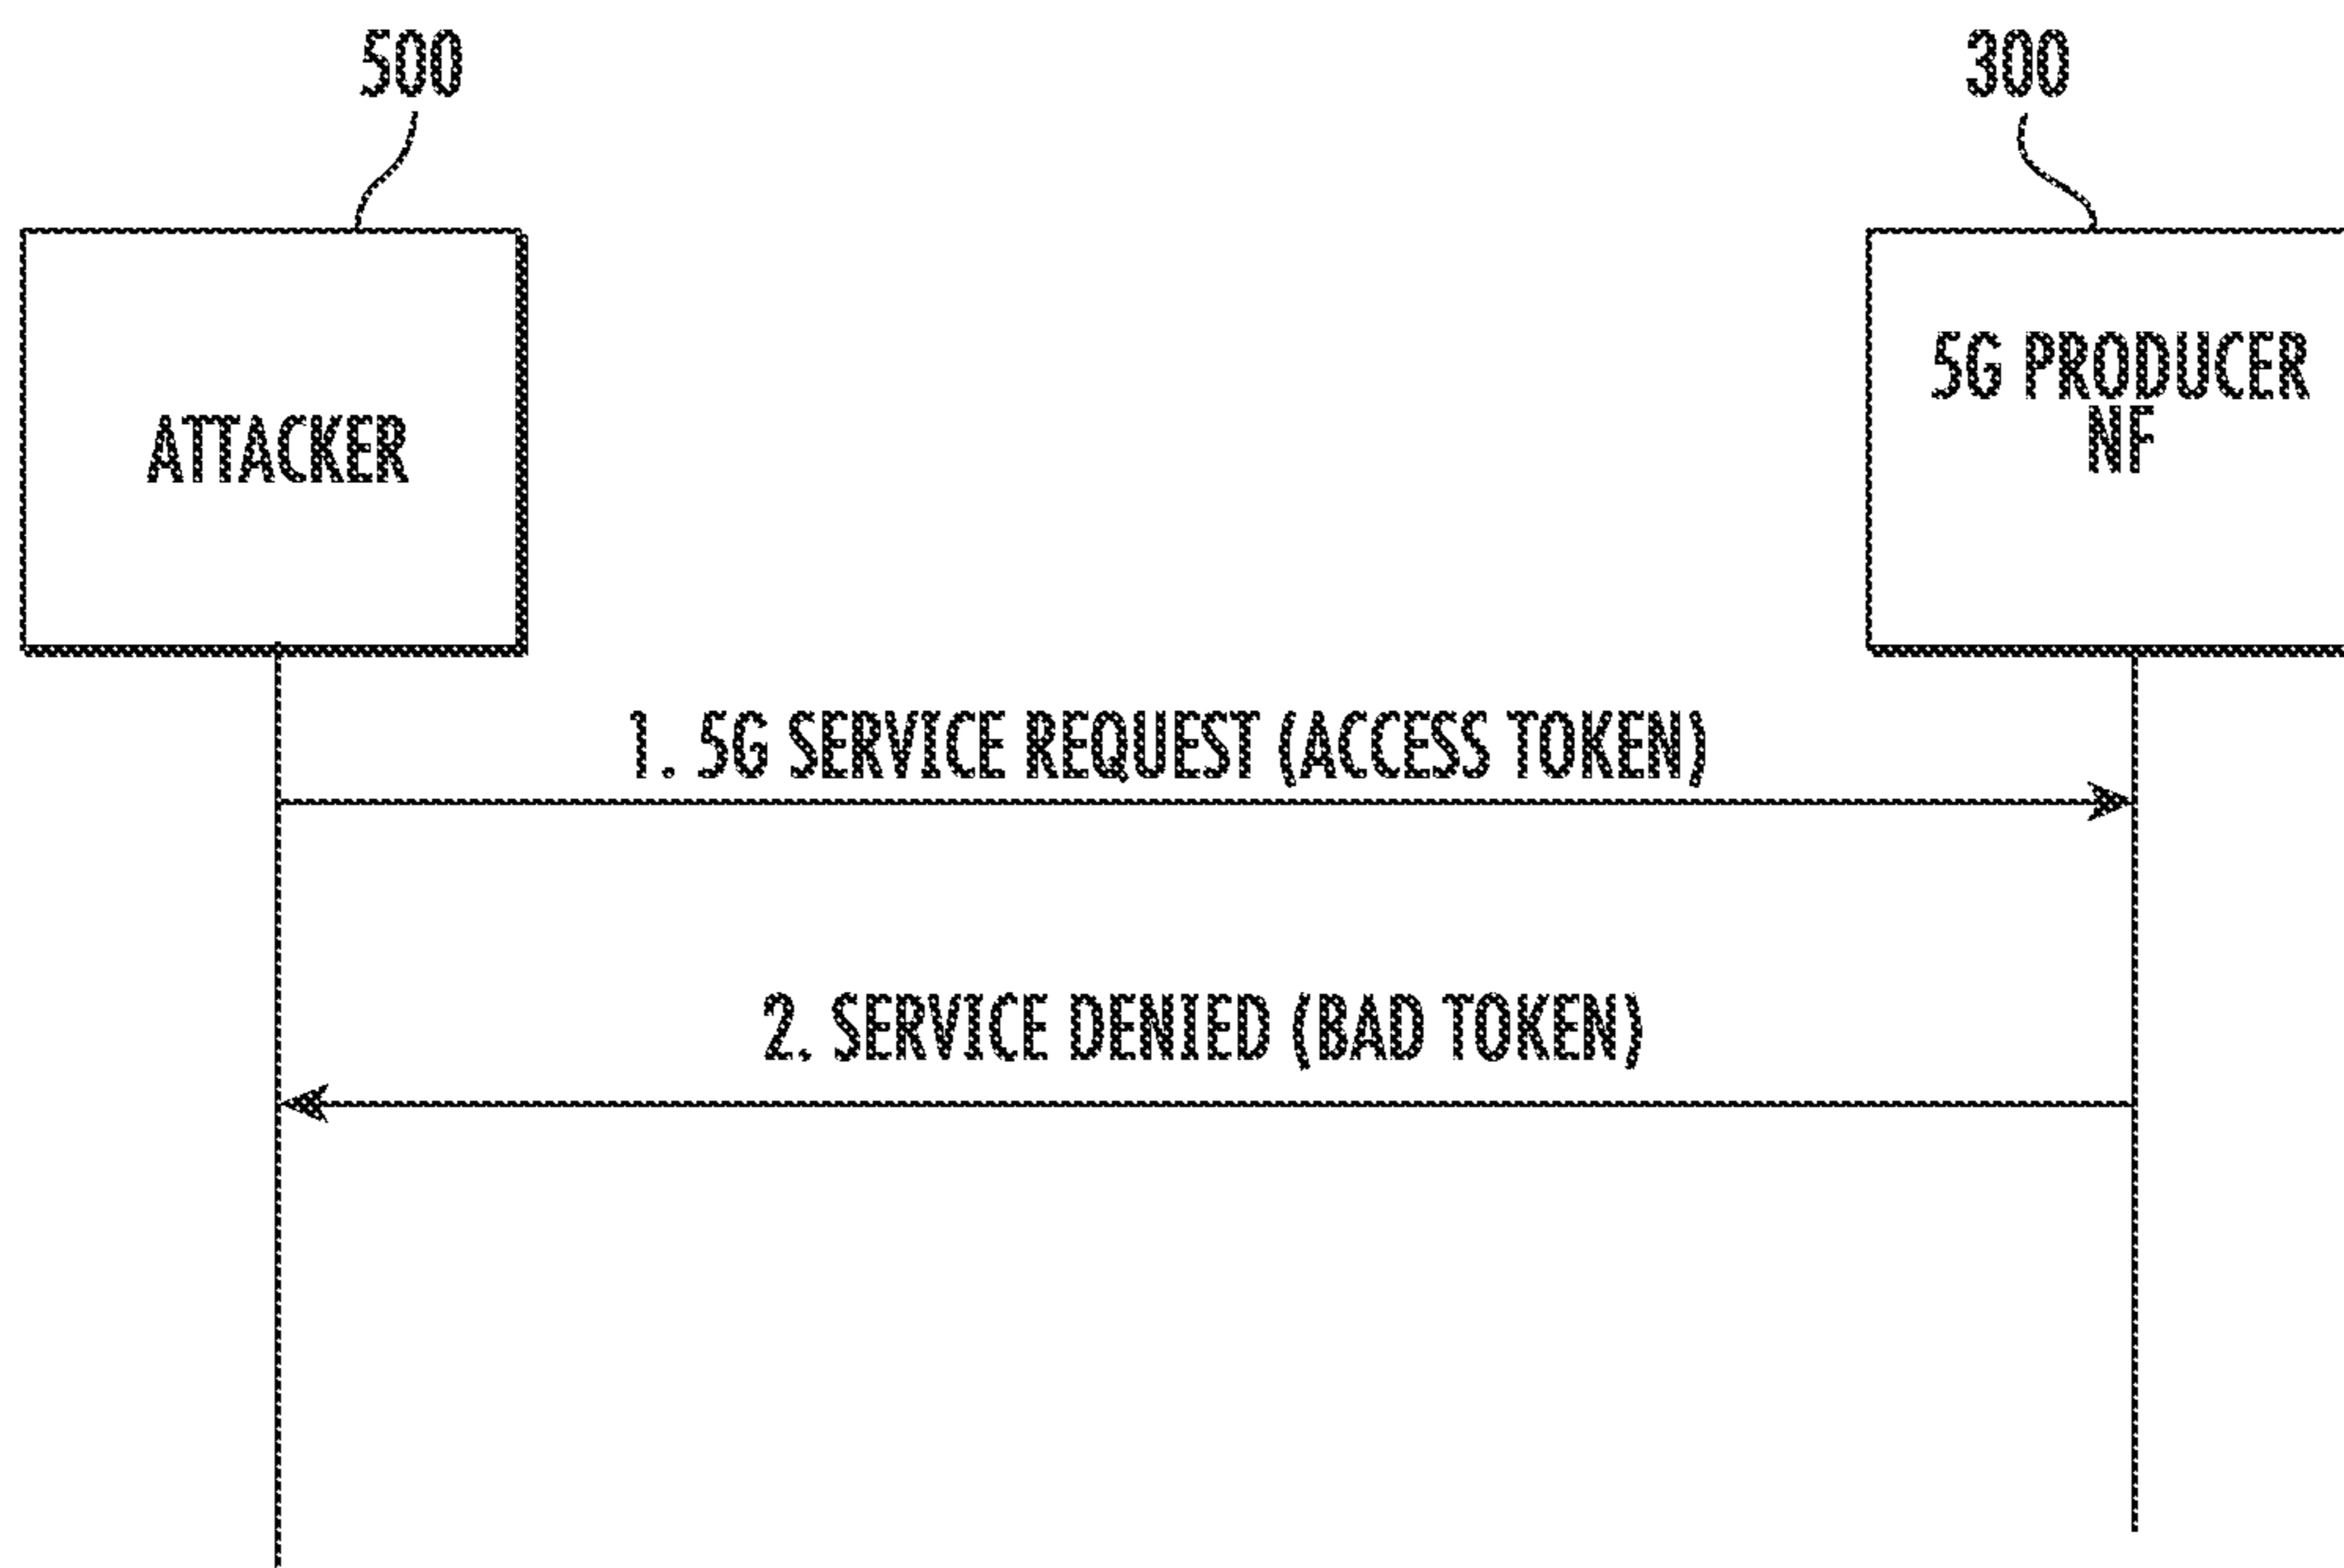 500
300
ATTACKER
5G PRODUCER
NF
1. 5G SERVICE REQUEST (ACCESS TOKEN)
2. SERVICE DENIED (BAD TOKEN)